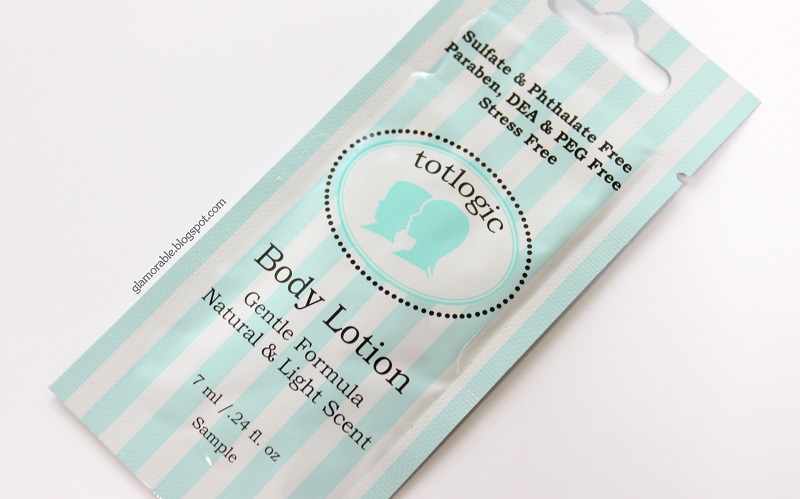 Sulfate & Phthalate Free
Paraben, DEA & PEG Free
Stress Free
totlogic
Body Lotion
Gentle Formula
Natural & Light Scent
7 ml /.24 fl. oz
Sample
glamorable.blogspot.com